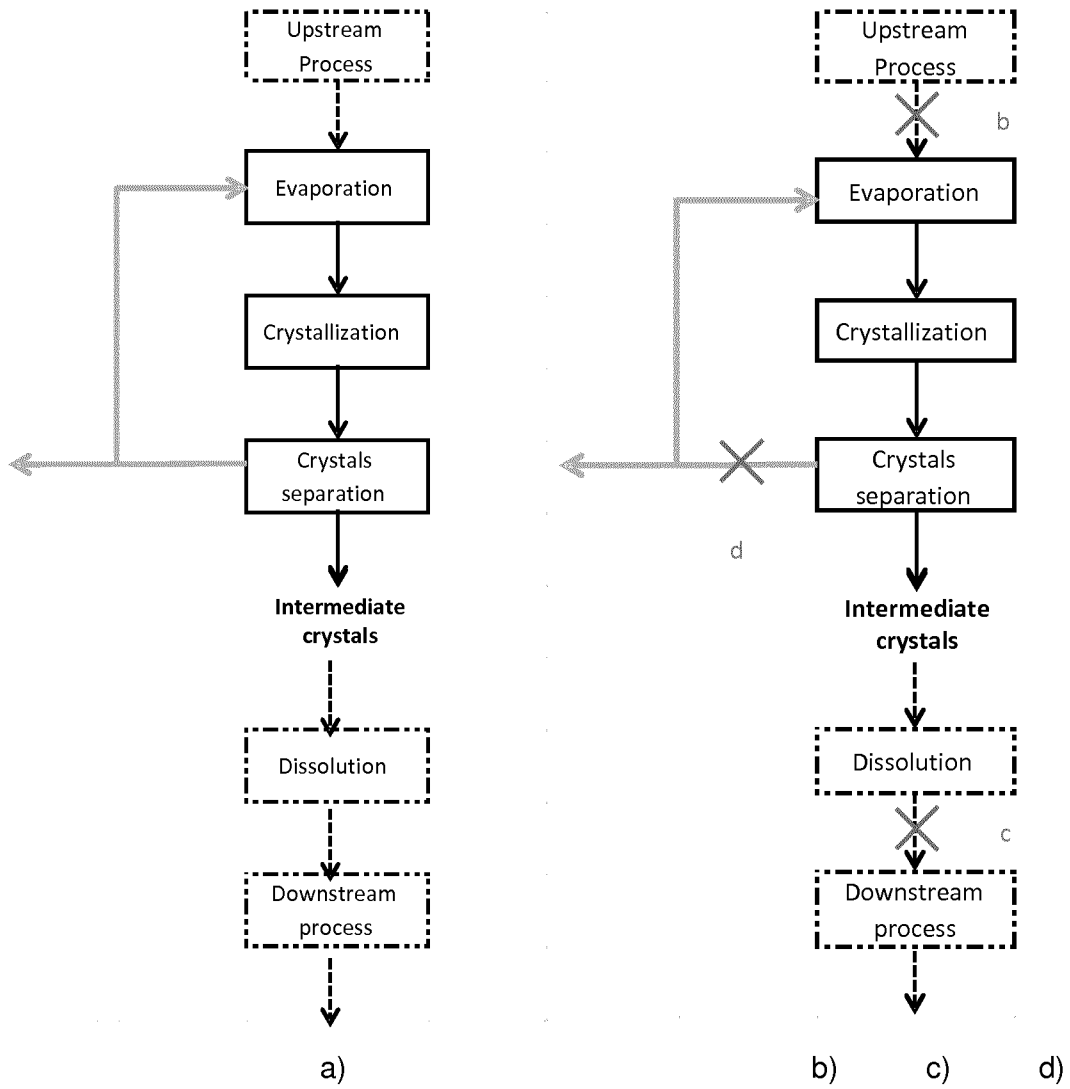 Upstream
Process
Evaporation
Crystallization
Crystals
separation
Intermediate
crystals
Dissolution
Downstream
process
a)
Upstream
Process
b
Evaporation
Crystallization
Crystals
separation
d
Intermediate
crystals
Dissolution
c
Downstream
process
b) c) d)